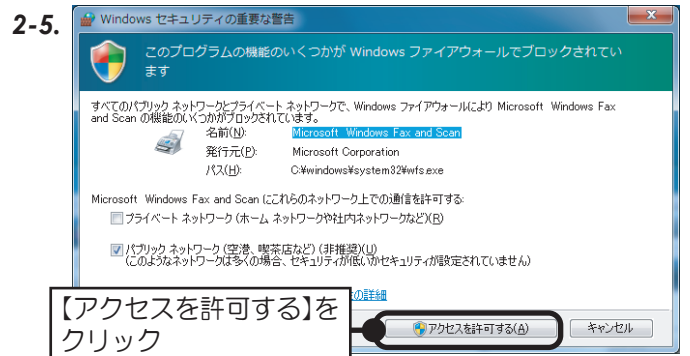 2-5.
Windows セキュリティの重要な警告
このプログラムの機能のいくつかが Windows ファイアウォールでブロックされてい
ます
すべてのパブリック ネットワークとプライベート ネットワークで、Windows ファイアウォールにより Microsoft Windows Fax
and Scan の機能のいくつかがブロックされています。
名前(N): Microsoft Windows Fax and Scan
発行元(P): Microsoft Corporation
パス(H): C:¥windows¥system32¥wfs.exe
Microsoft Windows Fax and Scan にこれらのネットワーク上での通信を許可する:
プライベート ネットワーク (ホーム ネットワークや社内ネットワークなど)(R)
パブリック ネットワーク (空港、喫茶店など) (非推奨)(U)
(このようなネットワークは多くの場合、セキュリティが低いかセキュリティが設定されていません)
の詳細
【アクセスを許可する】を
クリック
アクセスを許可する(A) キャンセル